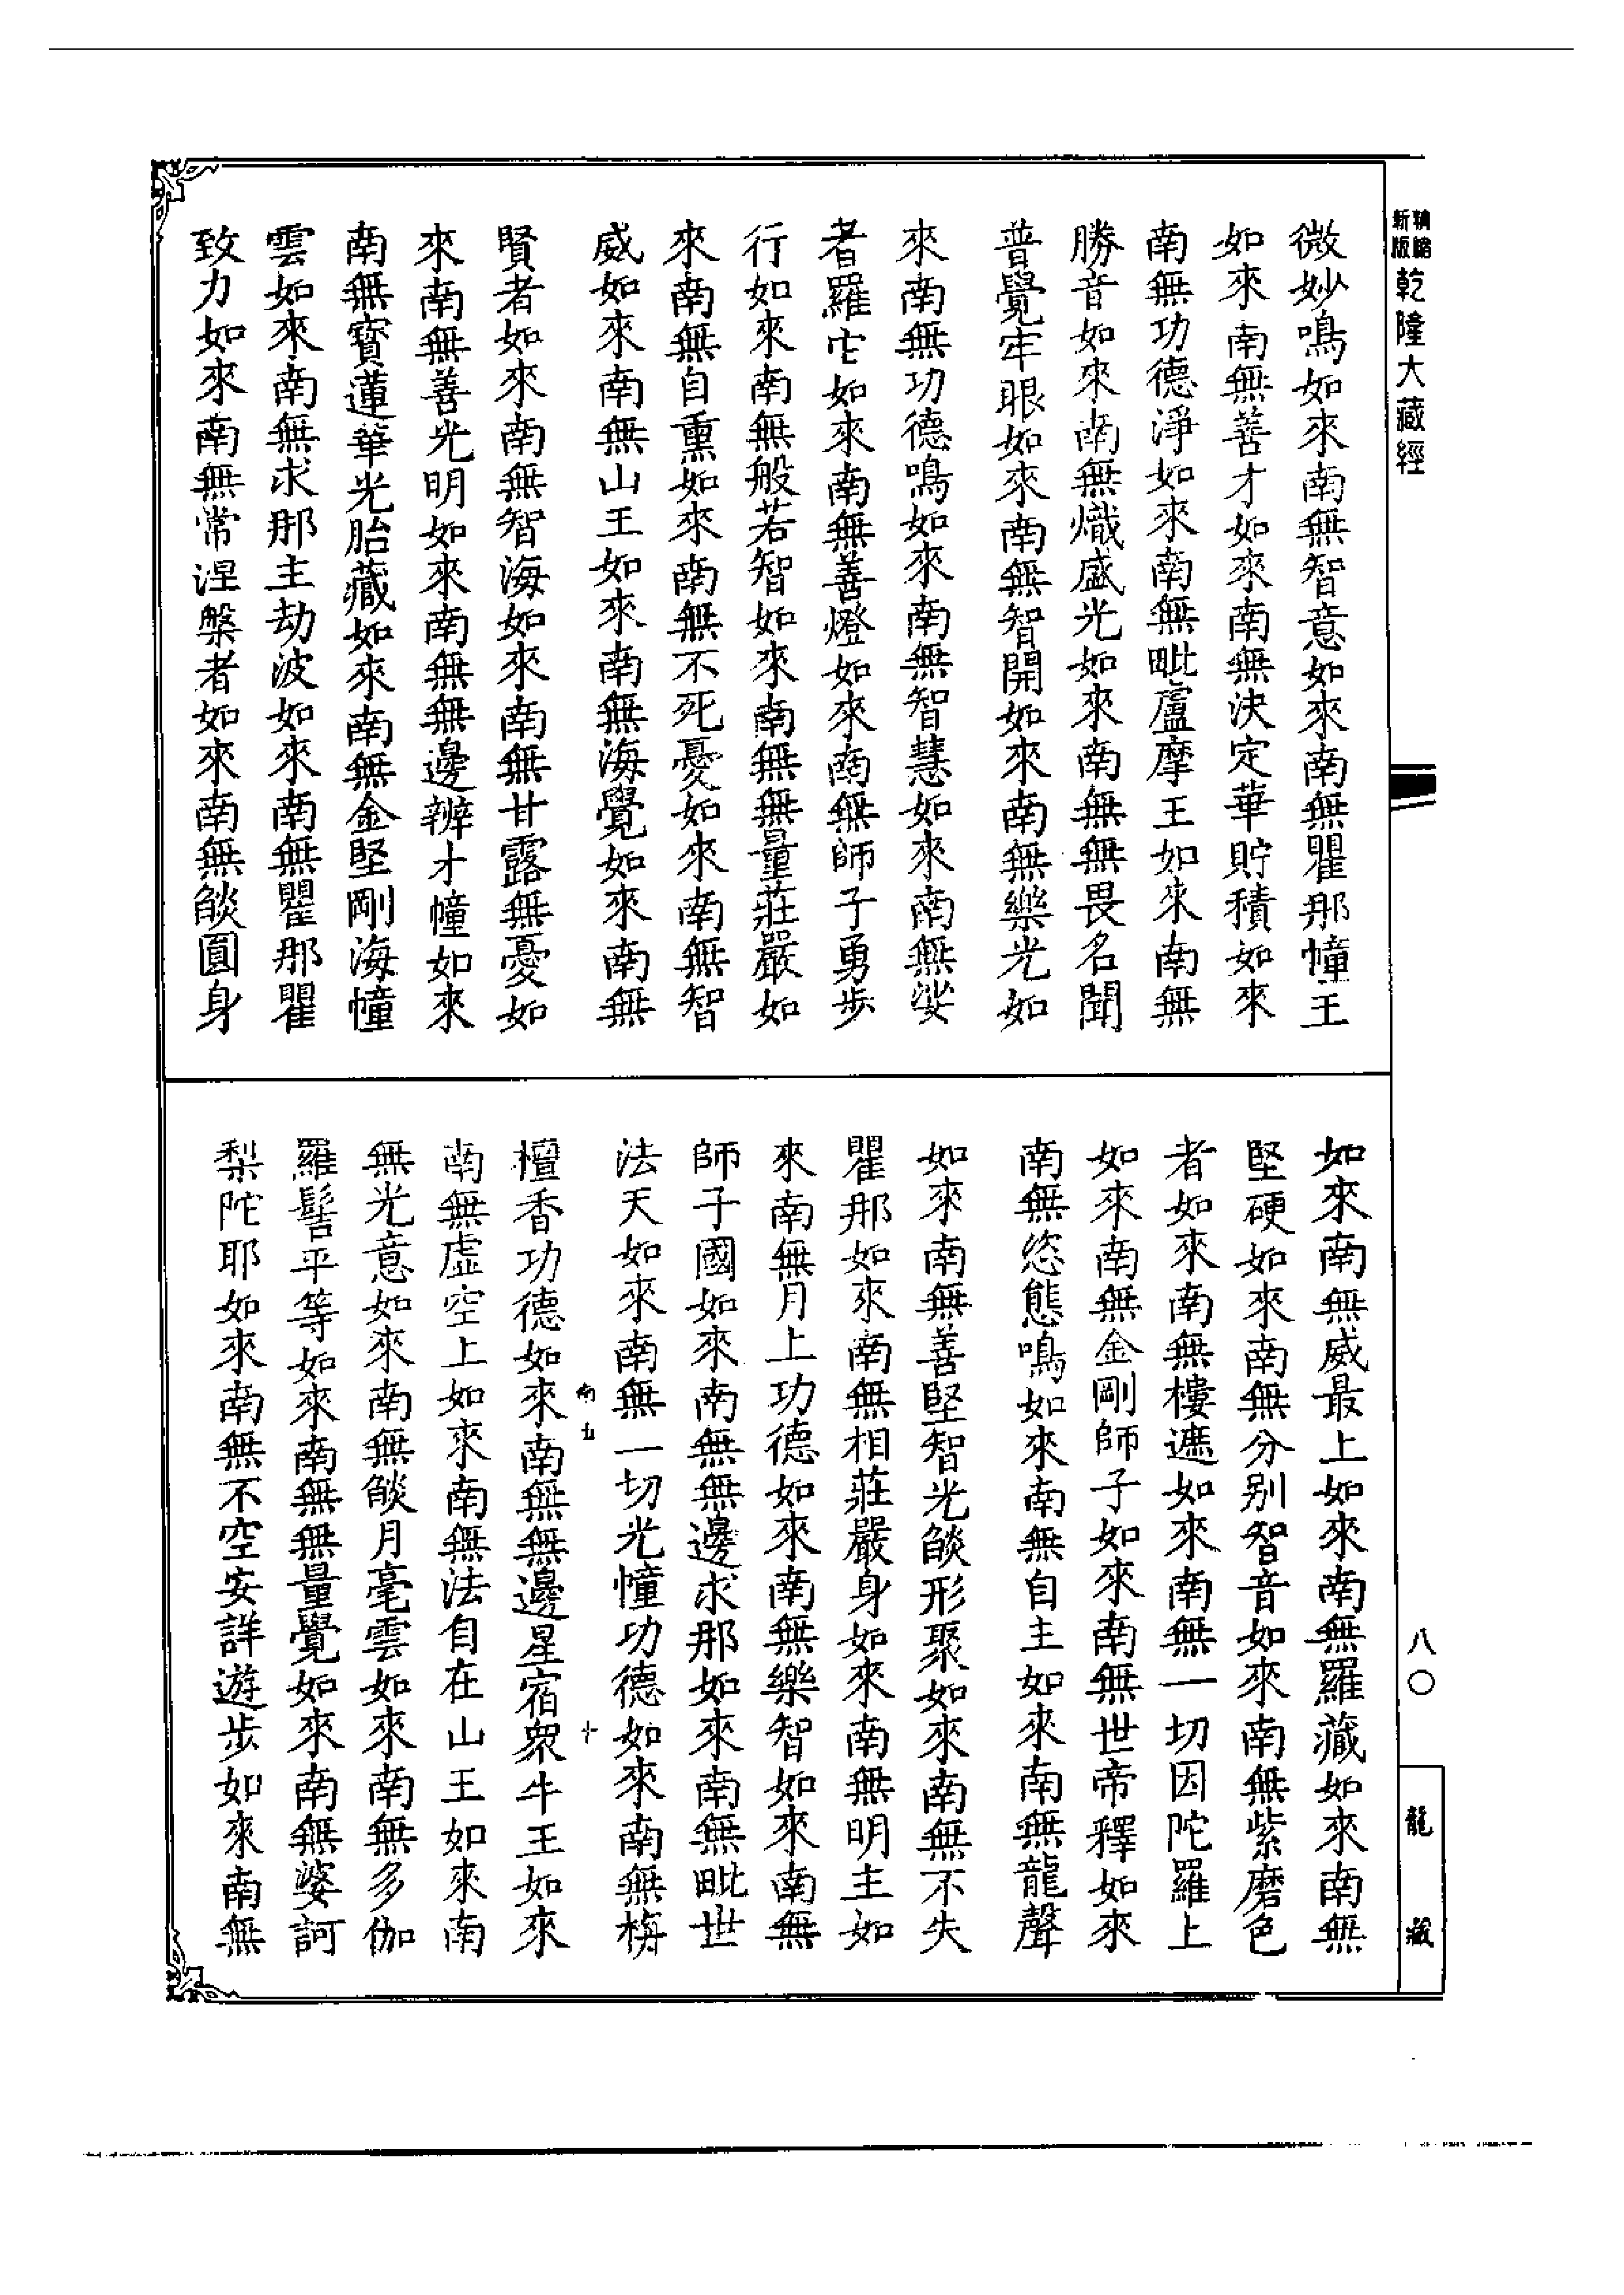 精縮新版乾隆大藏經
微妙鳴如來南無智意如來南無瞿那幢王
如來南無善才如來南無決定華貯積如來
南無功德淨如來南無毗盧摩王如來南無
勝音如來南無熾盛光如來南無無畏名聞
普覺牢眼如來南無智開如來南無樂光如
來南無功德鳴如來南無智慧如來南無娑
者羅它如來南無善燈如來南無師子勇步
行如來南無般若智如來南無無量莊嚴如
來南無自熏如來南無不死憂如來南無智
威如來南無山王如來南無海覺如來南無
賢者如來南無智海如來南無甘露無憂如
來南無善光明如來南無無邊辨才幢如來
南無寶蓮華光胎藏如來南無金堅剛海幢
雲如來南無求那主劫波如來南無瞿那瞿
致力如來南無常涅槃者如來南無燄圓身
如來南無威最上如來南無羅藏如來南無
堅硬如來南無分別智音如來南無紫磨色
者如來南無樓遮如來南無一切因陀羅上
如來南無金剛師子如來南無世帝釋如來
南無恣態鳴如來南無自主如來南無龍聲
如來南無善堅智光燄形聚如來南無不失
瞿那如來南無相莊嚴身如來南無明主如
來南無月上功德如來南無樂智如來南無
師子國如來南無無邊求那如來南無毗世
法天如來南無一切光幢功德如來南無栴
南五 十
檀香功德如來南無無邊星宿衆牛王如來
南無虛空上如來南無法自在山王如來南
無光意如來南無燄月毫雲如來南無多伽
羅髻平等如來南無無量覺如來南無娑訶
梨陀耶如來南無不空安詳遊步如來南無
八〇
龍藏